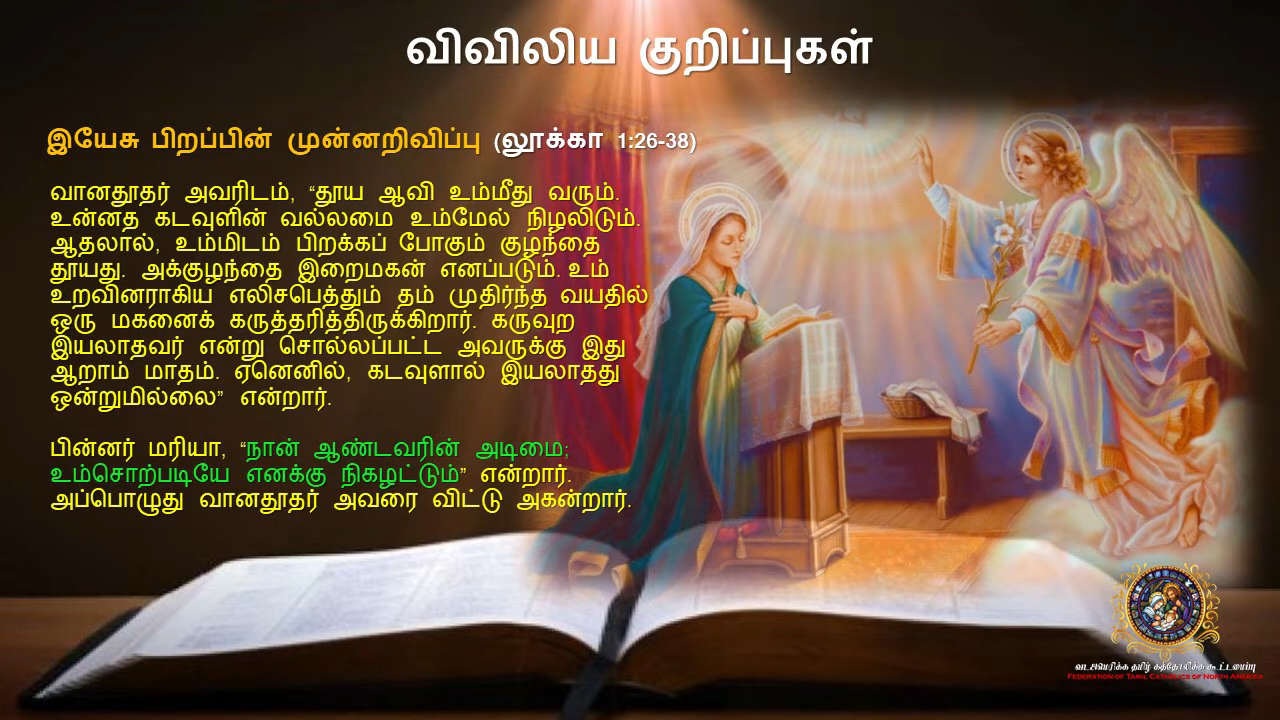 விவிலிய குறிப்புகள்
இயேசு பிறப்பின் முன்னறிவிப்பு (லூக்கா 1:26-38)
வானதூதர் அவரிடம், “தூய ஆவி உம்மீது வரும்.
உன்னத கடவுளின் வல்லமை உம்மேல் நிழலிடும்.
ஆதலால், உம்மிடம் பிறக்கப் போகும் குழந்தை
தூயது. அக்குழந்தை இறைமகன் எனப்படும். உம்
உறவினராகிய எலிசபெத்தும் தம் முதிர்ந்த வயதில்
ஒரு மகனைக் கருத்தரித்திருக்கிறார். கருவுற
இயலாதவர் என்று சொல்லப்பட்ட அவருக்கு இது
ஆறாம் மாதம். ஏனெனில், கடவுளால் இயலாதது
ஒன்றுமில்லை” என்றார்.
பின்னர் மரியா, “நான் ஆண்டவரின் அடிமை;
உம்சொற்படியே எனக்கு நிகழட்டும்” என்றார்.
அப்பொழுது வானதூதர் அவரை விட்டு அகன்றார்.
வடஅமெரிக்க தமிழ் கத்தோலிக்க கூட்டமைப்பு
FEDERATION OF TAMIL CATHOLICS OF NORTH AMERICA